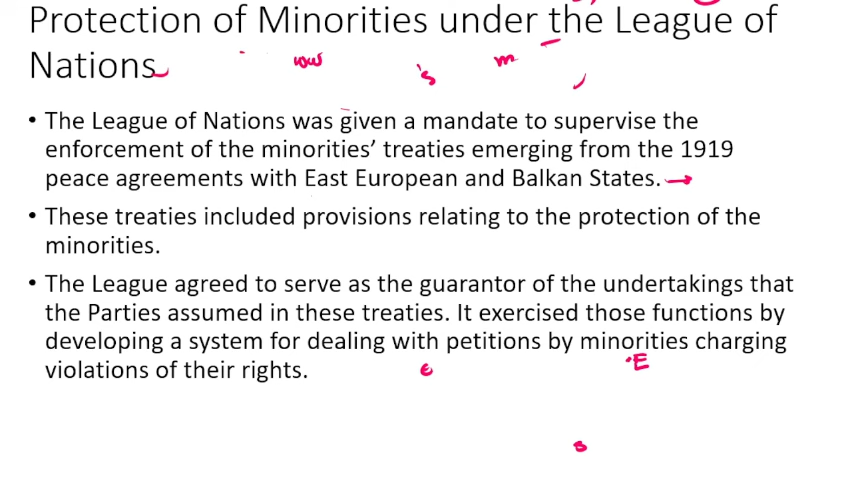 Protection of Minorities under the League of
Nations
• The League of Nations was given a mandate to supervise the
enforcement of the minorities' treaties emerging from the 1919
peace agreements with East European and Balkan States.
• These treaties included provisions relating to the protection of the
minorities.
• The League agreed to serve as the guarantor of the undertakings that
the Parties assumed in these treaties. It exercised those functions by
developing a system for dealing with petitions by minorities charging
violations of their rights.